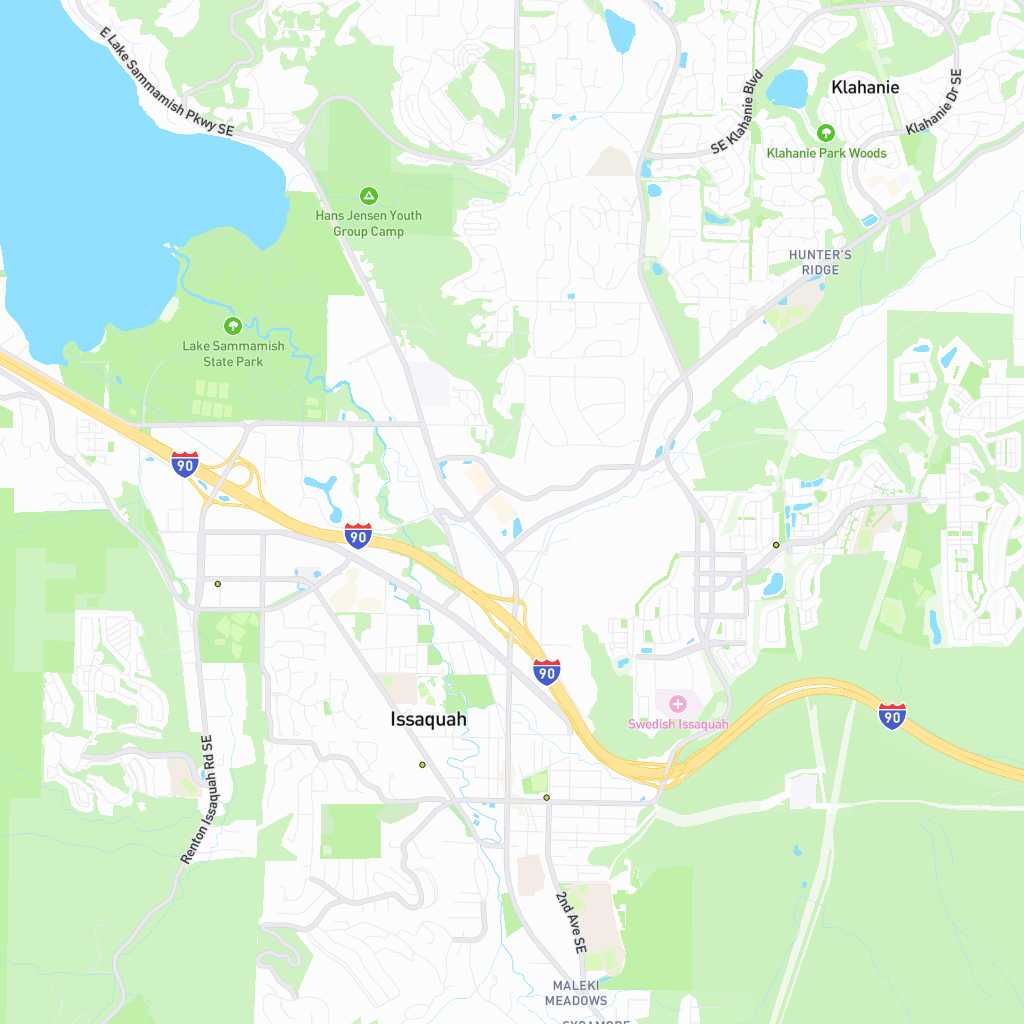 E Lake Sammamish Pkwy SE
SE Klahanie Blvd
Klahanie
Klahanie Dr SE
Klahanie Park Woods
Hans Jensen Youth
Group Camp
HUNTER'S
RIDGE
Lake Sammamish
State Park
90
90
90
Swedish Issaquah
90
Issaquah
Renton Issaquah Rd SE
2nd Ave SE
MALEKI
MEADOWS
SYCAMORE